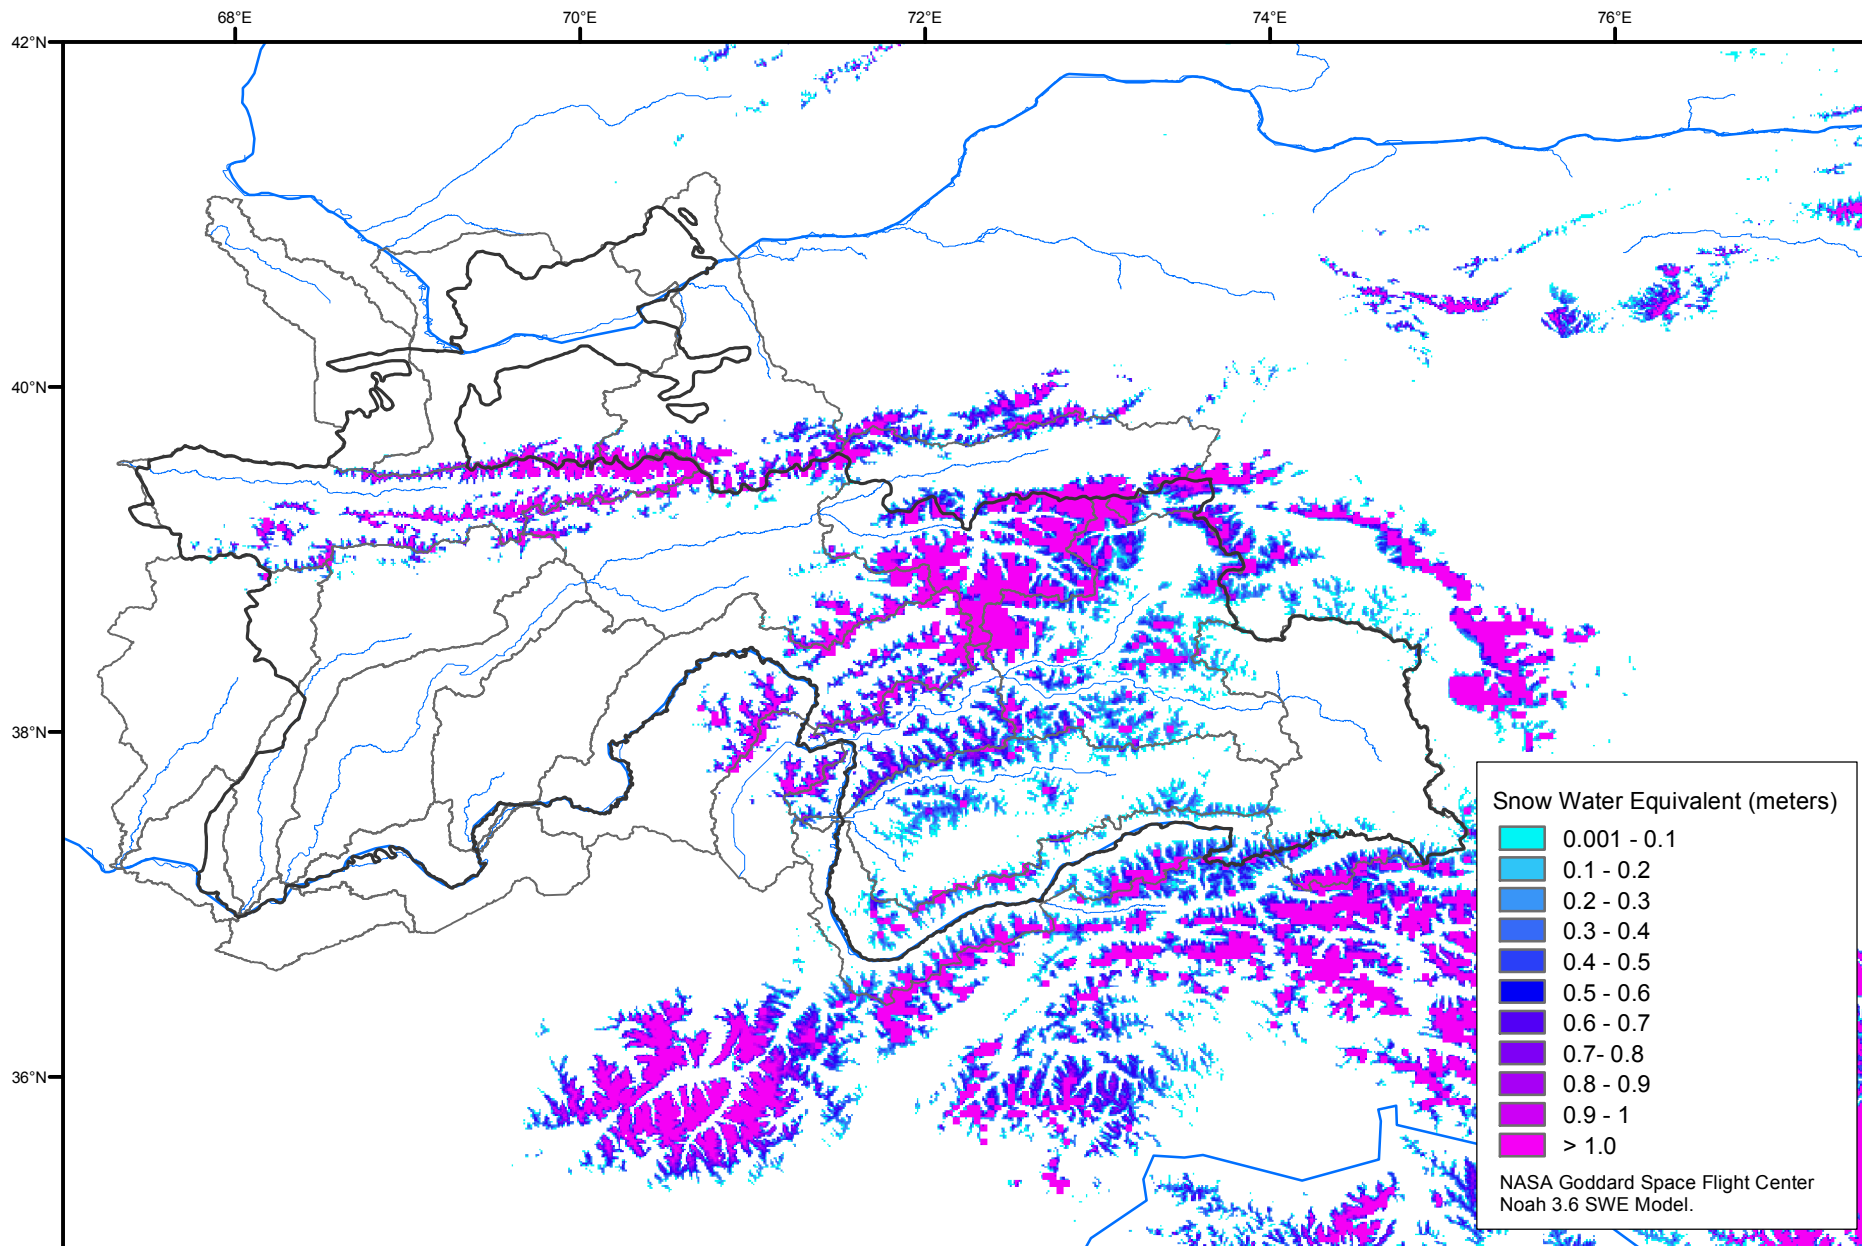 68°E 70°E 72°E 74°E 76°E
42°N
40°N
38°N
36°N
Snow Water Equivalent (meters)
0.001 - 0.1
0.1 - 0.2
0.2 - 0.3
0.3 - 0.4
0.4 - 0.5
0.5 - 0.6
0.6 - 0.7
0.7- 0.8
0.8 - 0.9
0.9 - 1
> 1.0
NASA Goddard Space Flight Center
Noah 3.6 SWE Model.